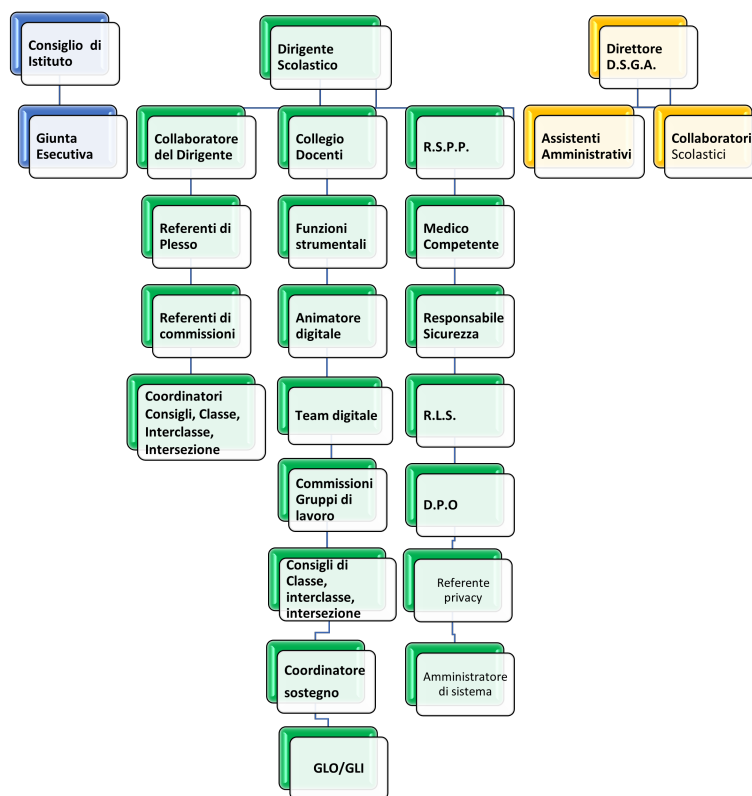 Consiglio di
Istituto
Dirigente
Scolastico
Direttore
D.S.G.A.
Giunta
Esecutiva
Collaboratore
del Dirigente
Collegio
Docenti
R.S.P.P.
Assistenti
Amministrativi
Collaboratori
Scolastici
Referenti di
Plesso
Funzioni
strumentali
Medico
Competente
Referenti di
commissioni
Animatore
digitale
Responsabile
Sicurezza
Coordinatori
Consigli, Classe,
Interclasse,
Intersezione
Team digitale
R.L.S.
Commissioni
Gruppi di
lavoro
D.P.O
Consigli di
Classe,
interclasse,
intersezione
Referente
privacy
Coordinatore
sostegno
Amministratore
di sistema
GLO/GLI